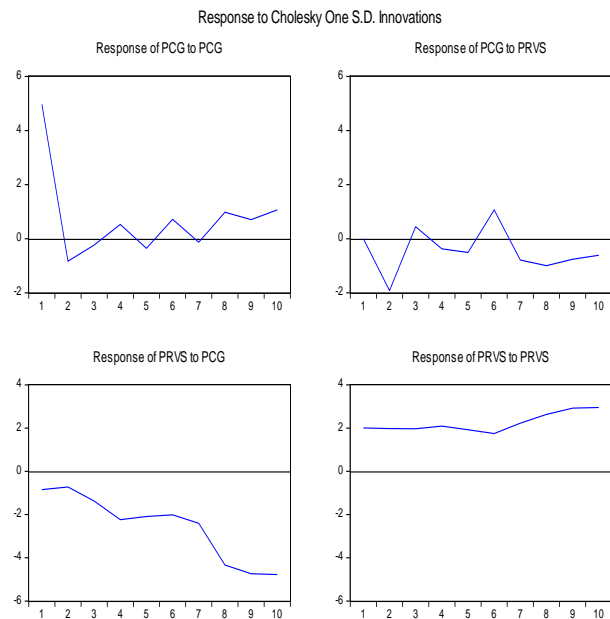 Response to Cholesky One S.D. Innovations
Response of PCG to PCG
6
4
2
0
-2
1 2 3 4 5 6 7 8 9 10
Response of PCG to PRVS
6
4
2
0
-2
1 2 3 4 5 6 7 8 9 10
Response of PRVS to PCG
4
2
0
-2
-4
-6
1 2 3 4 5 6 7 8 9 10
Response of PRVS to PRVS
4
2
0
-2
-4
-6
1 2 3 4 5 6 7 8 9 10